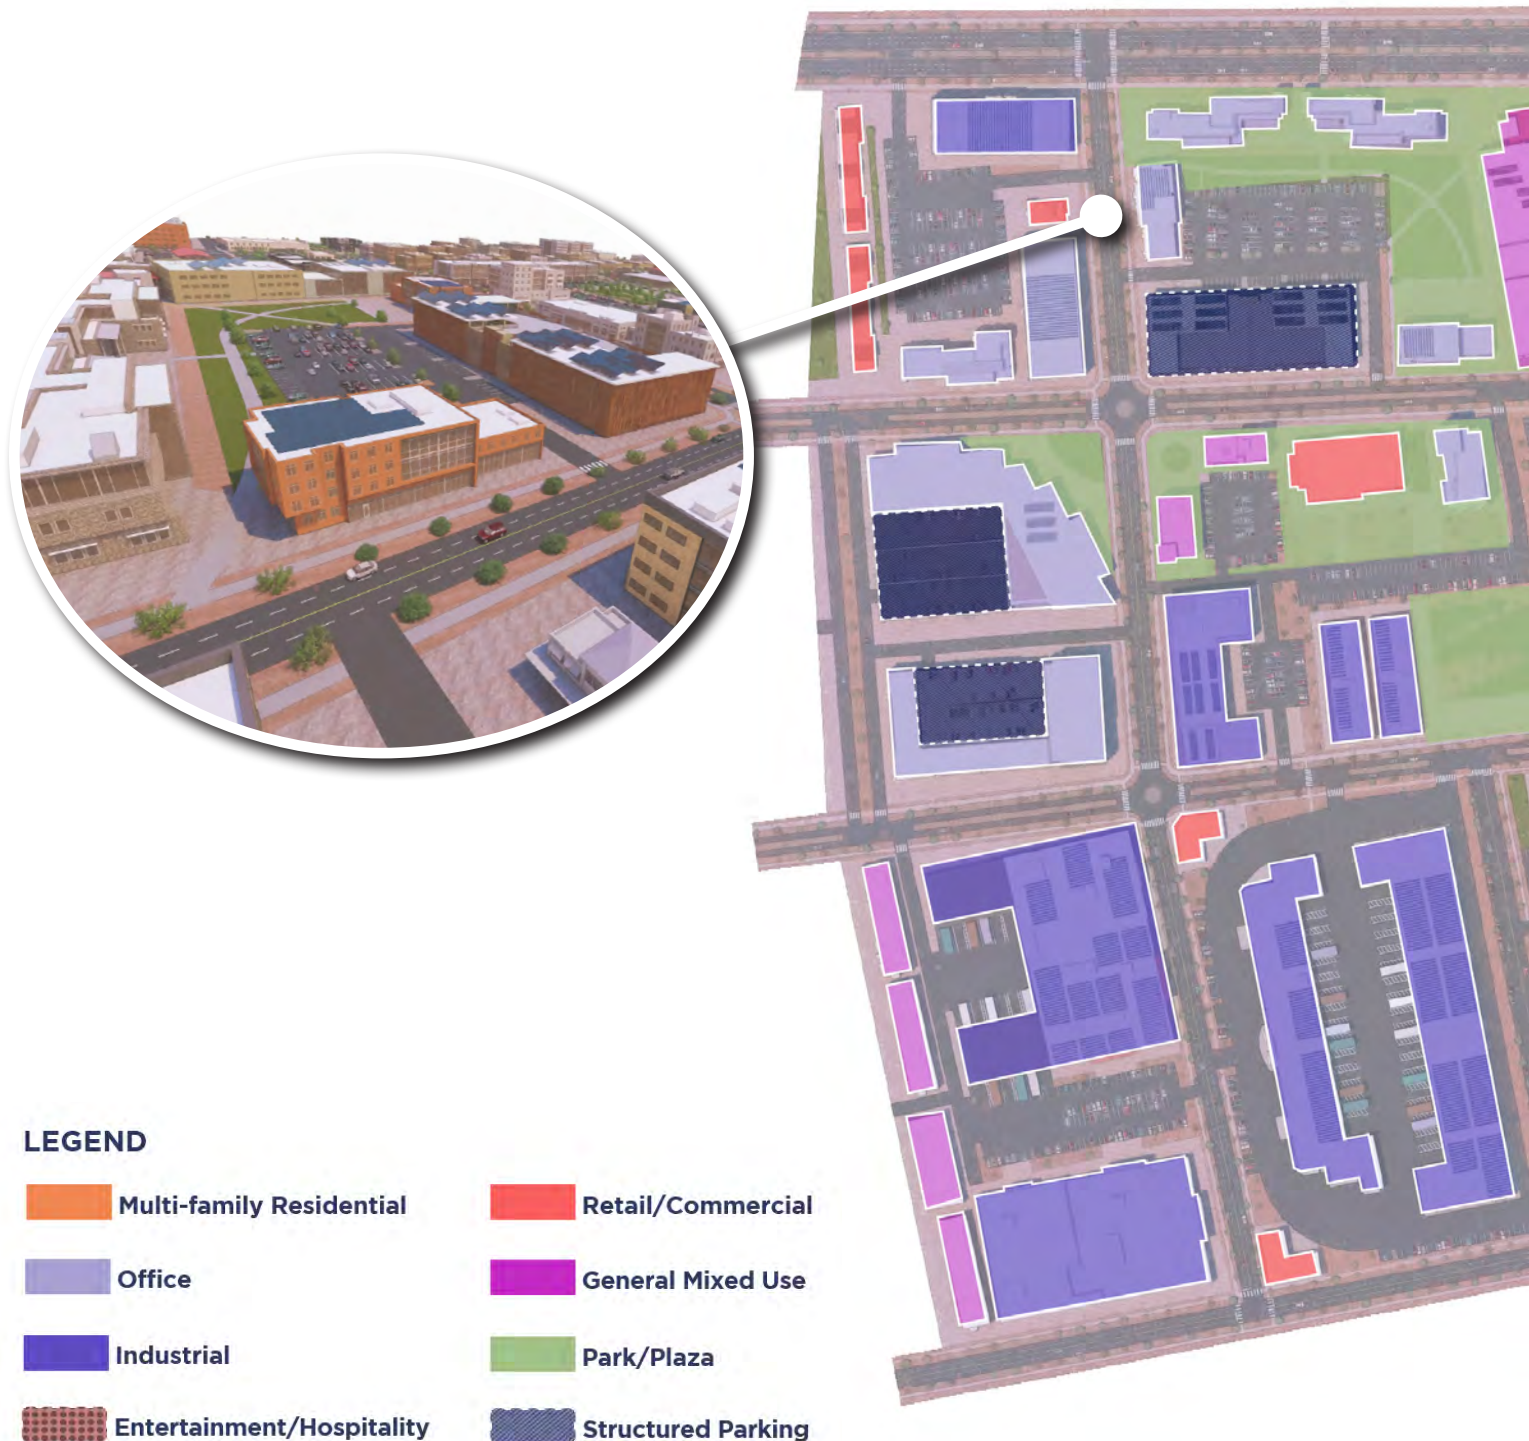 LEGEND
Multi-family Residential
Retail/Commercial
Office
General Mixed Use
Industrial
Park/Plaza
Entertainment/Hospitality
Structured Parking